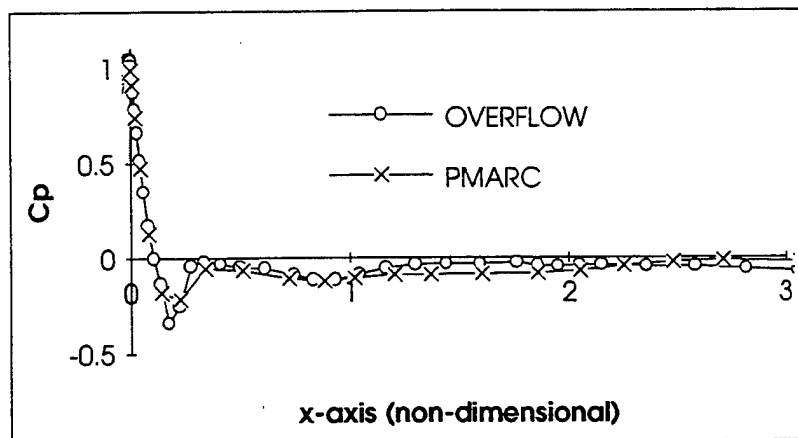 1
OVERFLOW
PMARC
0.5
Cp
0
0
1
2
3
-0.5
x-axis (non-dimensional)